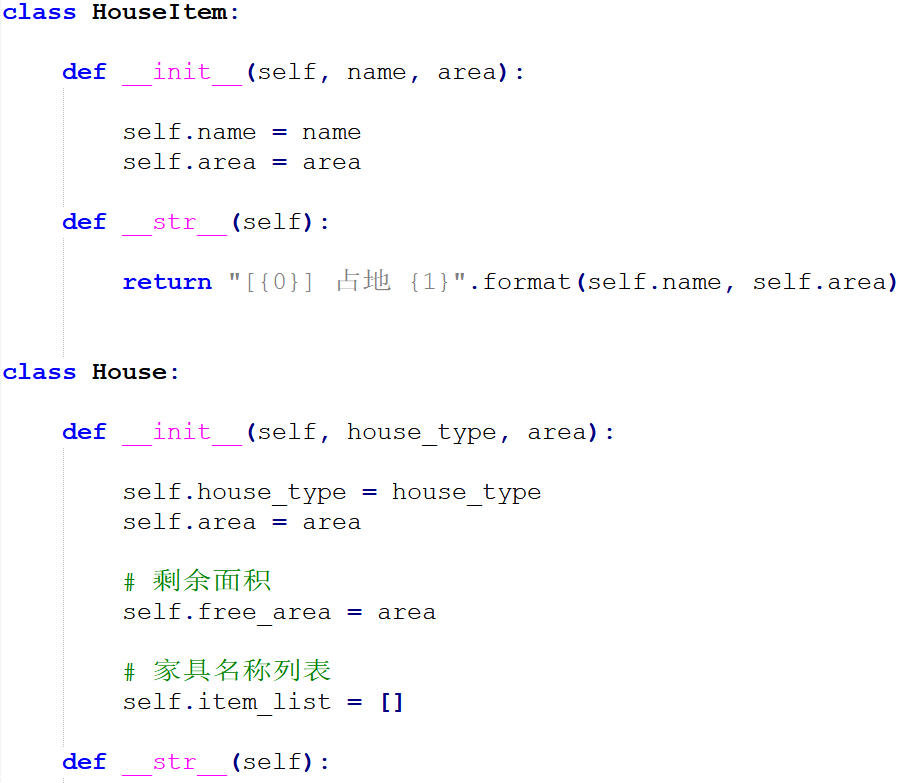 class HouseItem:
def __init__(self, name, area):
self.name = name
self.area = area
def __str__(self):
return "[{0}] 占地 {1}".format(self.name, self.area)
class House:
def __init__(self, house_type, area):
self.house_type = house_type
self.area = area
# 剩余面积
self.free_area = area
# 家具名称列表
self.item_list = []
def __str__(self):